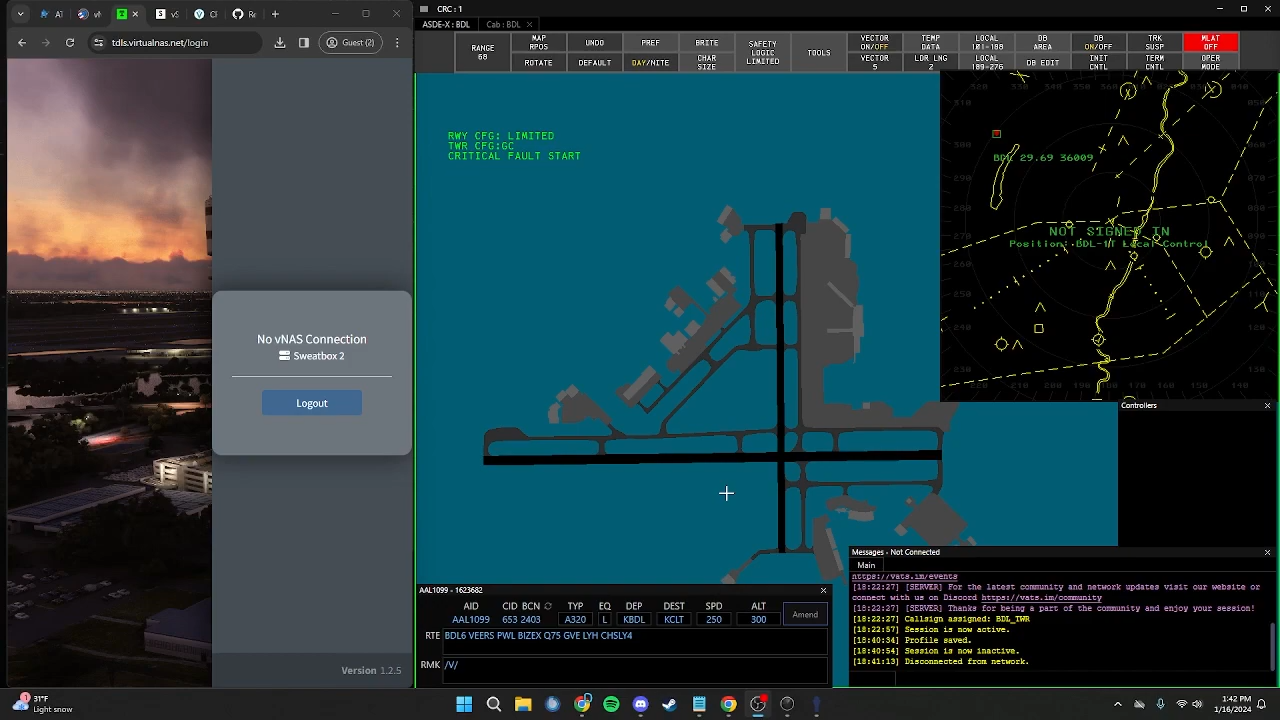 tdls.virtualnas.net/login
Guest (2)
No vNAS Connection
Sweatbox 2
Logout
Version 1.2.5
CRC : 1
ASDE-X : BDL
Cab : BDL
RANGE 68
MAP RPOS
ROTATE
UNDO
DEFAULT
PREF
DAY/NITE
BRITE
CHAR SIZE
SAFETY LOGIC LIMITED
TOOLS
VECTOR ON/OFF
VECTOR 5
TEMP DATA
LDR LNG 2
LOCAL 101-188
LOCAL 189-276
DB AREA
DB EDIT
DB ON/OFF
INIT CNTL
TRK SUSP
TERM CNTL
MLAT OFF
OPER MODE
RWY CFG: LIMITED
TWR CFG:GC
CRITICAL FAULT START
BDL 29.69 36009
NOT SIGNED IN
Position: BDL-1T Local Control
Controllers
AAL1099 - 1623682
AID CID BCN TYP EQ DEP DEST SPD ALT
AAL1099 653 2403 A320 L KBDL KCLT 250 300
Amend
RTE
RMK /V/
Messages - Not Connected
Main
https://vats.im/events
[18:22:27] [SERVER] For the latest community and network updates visit our website or
connect with us on Discord https://vats.im/community
[18:22:27] [SERVER] Thanks for being a part of the community and enjoy your session!
[18:22:27] Callsign assigned: BDL_TWR
[18:22:57] Session is now active.
[18:40:34] Profile saved.
[18:40:54] Session is now inactive.
[18:41:13] Disconnected from network.
31°F
Light snow
1:42 PM
1/16/2024